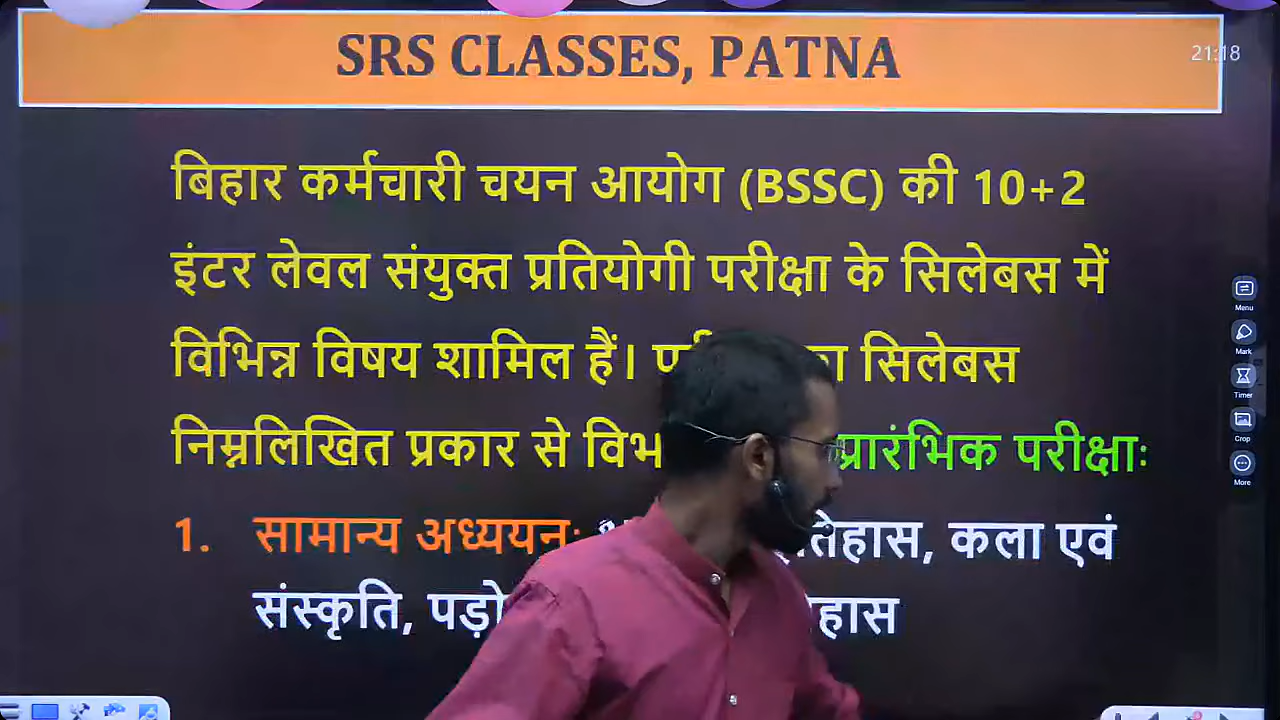 SRS CLASSES, PATNA
21:18
बिहार कर्मचारी चयन आयोग (BSSC) की 10+2
इंटर लेवल संयुक्त प्रतियोगी परीक्षा के सिलेबस में
विभिन्न विषय शामिल हैं। सिलेबस
निम्नलिखित प्रकार से प्रारंभिक परीक्षाः
1. सामान्य अध्ययनः कला एवं
संस्कृति,
Menu
Mark
Timer
Crop
More